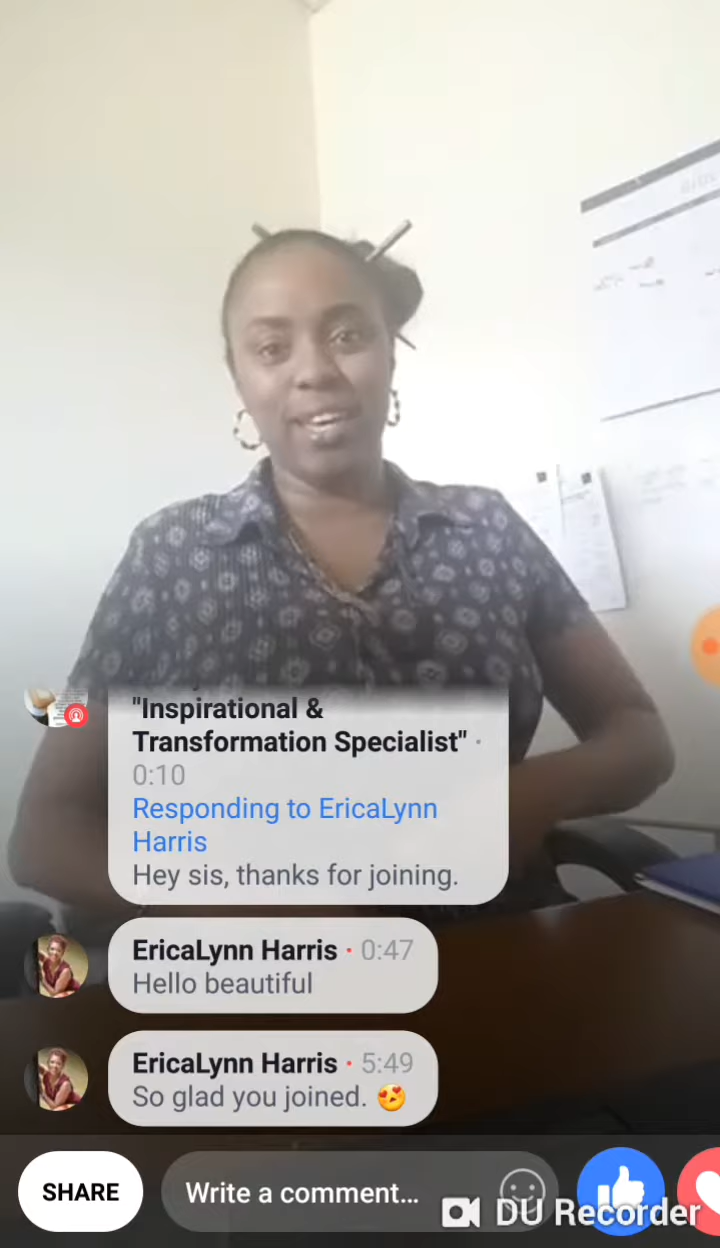 "Inspirational &
Transformation Specialist" ·
0:10
Responding to EricaLynn
Harris
Hey sis, thanks for joining.
EricaLynn Harris · 0:47
Hello beautiful
EricaLynn Harris · 5:49
So glad you joined. 😍
SHARE
Write a comment...
DU Recorder